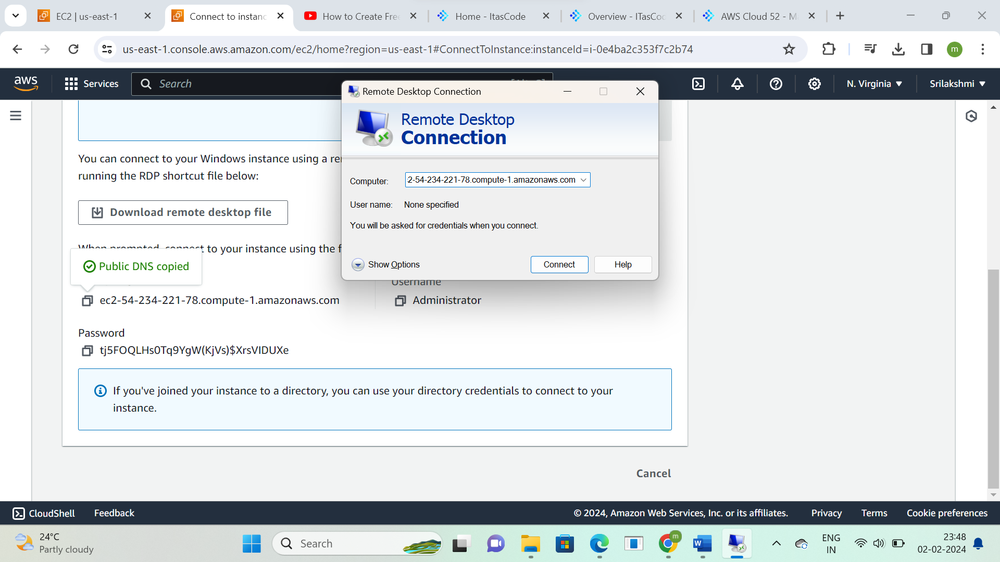 EC2 | us-east-1
Connect to instanc
How to Create Free
Home - ItasCode
Overview - ITasCoc
AWS Cloud 52 - M
us-east-1.console.aws.amazon.com/ec2/home?region=us-east-1#ConnectToInstance:instanceId=i-0e4ba2c353f7c2b74
m
aws
Services
Search
N. Virginia
Srilakshmi
Remote Desktop Connection
Remote Desktop
Connection
Computer:
2-54-234-221-78.compute-1.amazonaws.com
User name:
None specified
You will be asked for credentials when you connect.
Show Options
Connect
Help
You can connect to your Windows instance using a
running the RDP shortcut file below:
Download remote desktop file
When prompted, connect to your instance using the
Public DNS copied
ec2-54-234-221-78.compute-1.amazonaws.com
Username
Administrator
Password
tj5FOQLHs0Tq9YgW(KjVs)$XrsVIDUXe
If you've joined your instance to a directory, you can use your directory credentials to connect to your
instance.
Cancel
CloudShell
Feedback
© 2024, Amazon Web Services, Inc. or its affiliates.
Privacy
Terms
Cookie preferences
24°C
Partly cloudy
Search
m
ENG
IN
23:48
02-02-2024